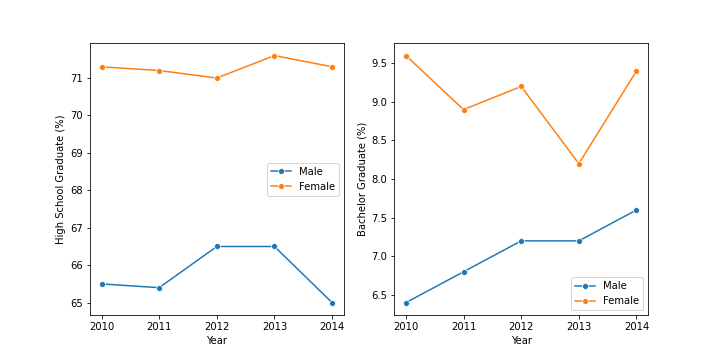 High School Graduate (%)
71
70
69
68
67
66
65
2010 2011 2012 2013 2014
Year
Male
Female
Bachelor Graduate (%)
9.5
9.0
8.5
8.0
7.5
7.0
6.5
2010 2011 2012 2013 2014
Year
Male
Female